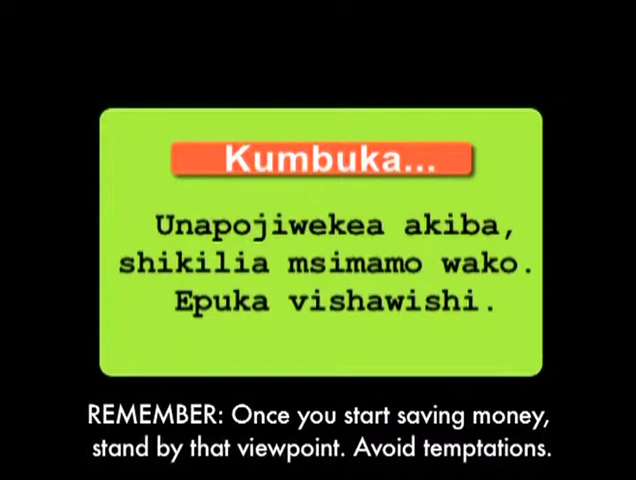 Kumbuka...
Unapojiwekea akiba,
shikilia msimamo wako.
Epuka vishawishi.
REMEMBER: Once you start saving money,
stand by that viewpoint. Avoid temptations.